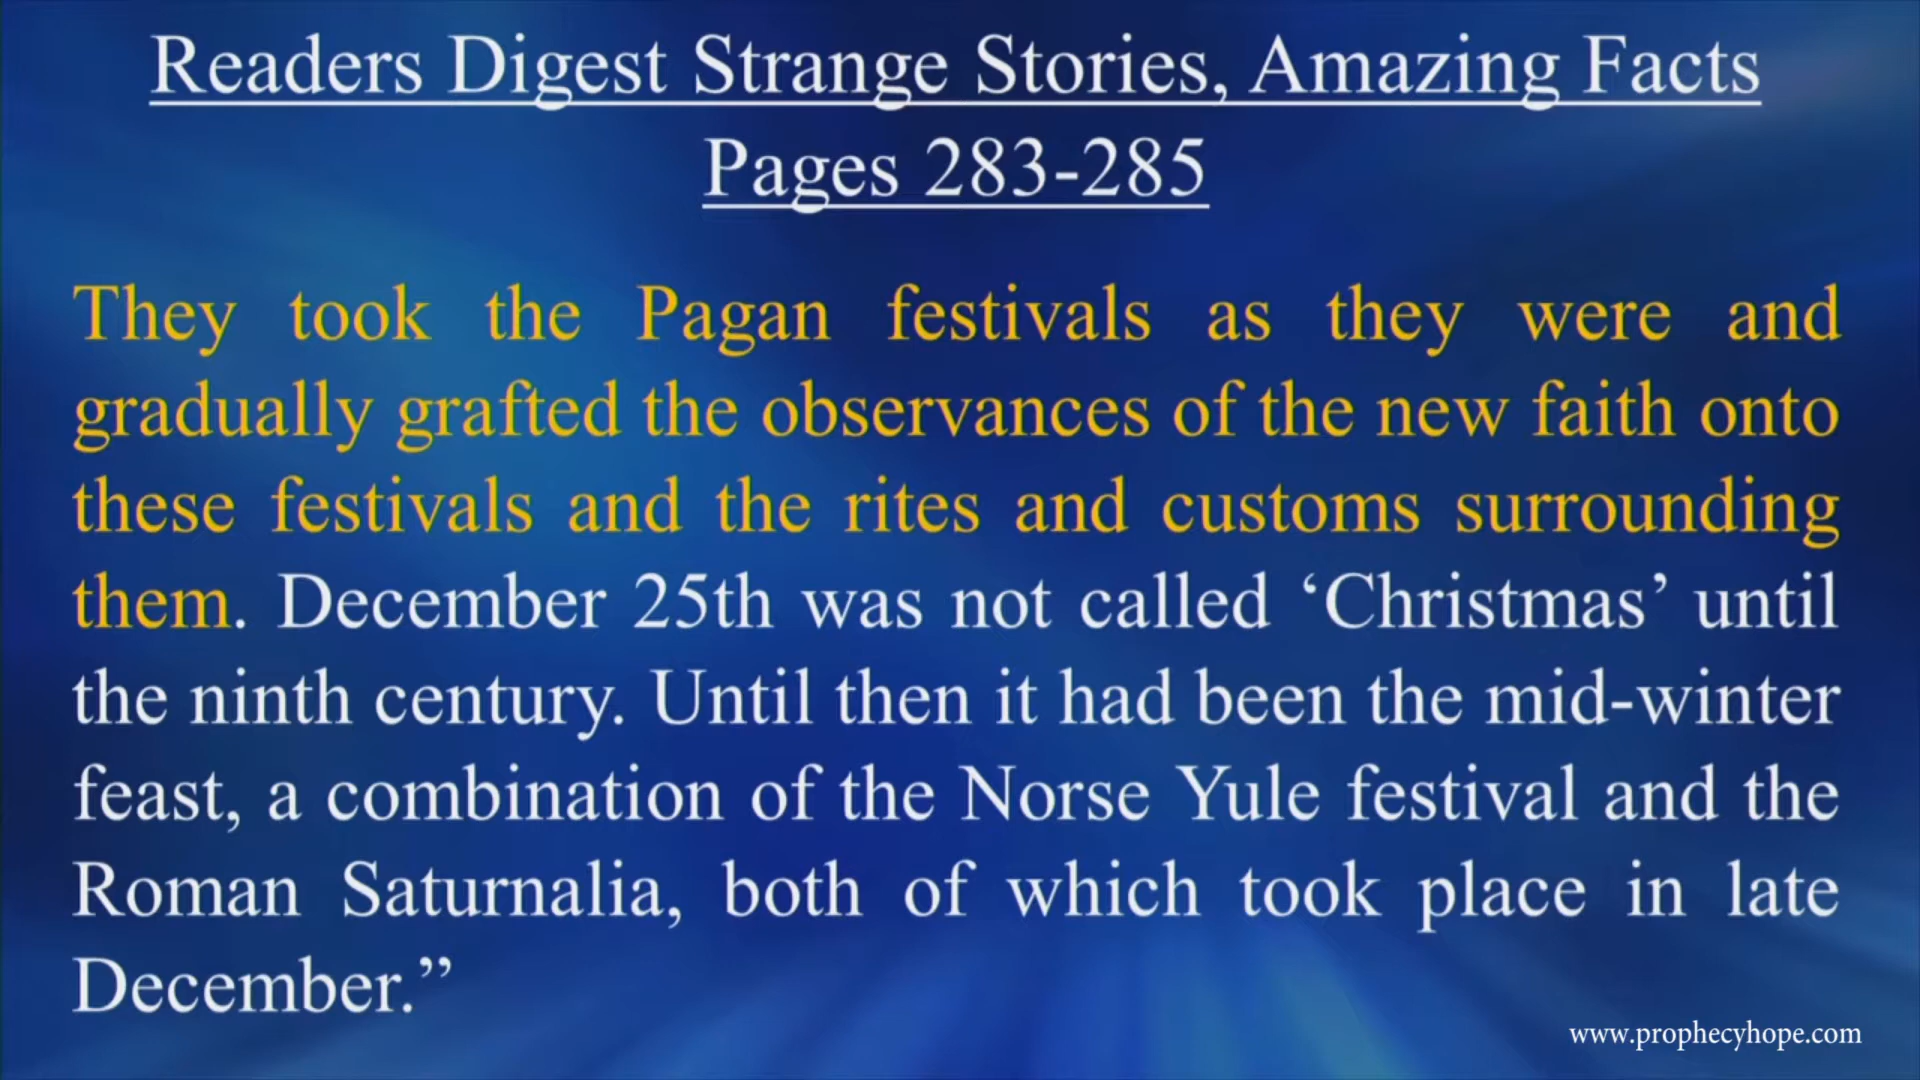 Readers Digest Strange Stories, Amazing Facts
Pages 283-285
They took the Pagan festivals as they were and
gradually grafted the observances of the new faith onto
these festivals and the rites and customs surrounding
them. December 25th was not called ‘Christmas’ until
the ninth century. Until then it had been the mid-winter
feast, a combination of the Norse Yule festival and the
Roman Saturnalia, both of which took place in late
December.”
www.prophecyhope.com